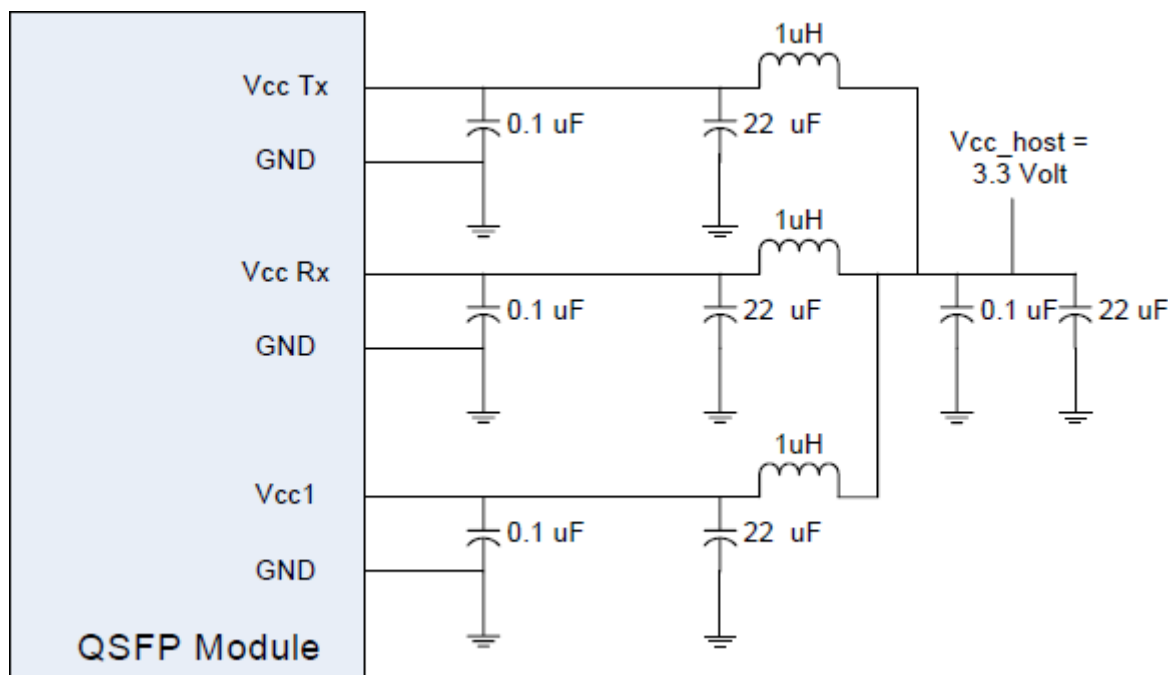 1uH
Vcc Tx
0.1 uF
22 uF
GND
Vcc_host =
3.3 Volt
1uH
Vcc Rx
0.1 uF
22 uF
0.1 uF
22 uF
GND
1uH
Vcc1
0.1 uF
22 uF
GND
QSFP Module